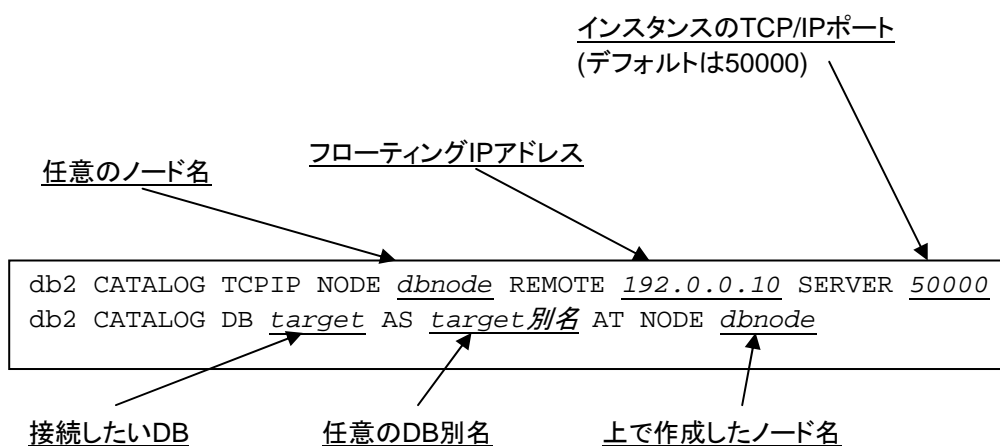 インスタンスのTCP/IPポート
(デフォルトは50000)
フローティングIPアドレス
任意のノード名
db2 CATALOG TCPIP NODE dbnode REMOTE 192.0.0.10 SERVER 50000
db2 CATALOG DB target AS target別名 AT NODE dbnode
接続したいDB
任意のDB別名
上で作成したノード名